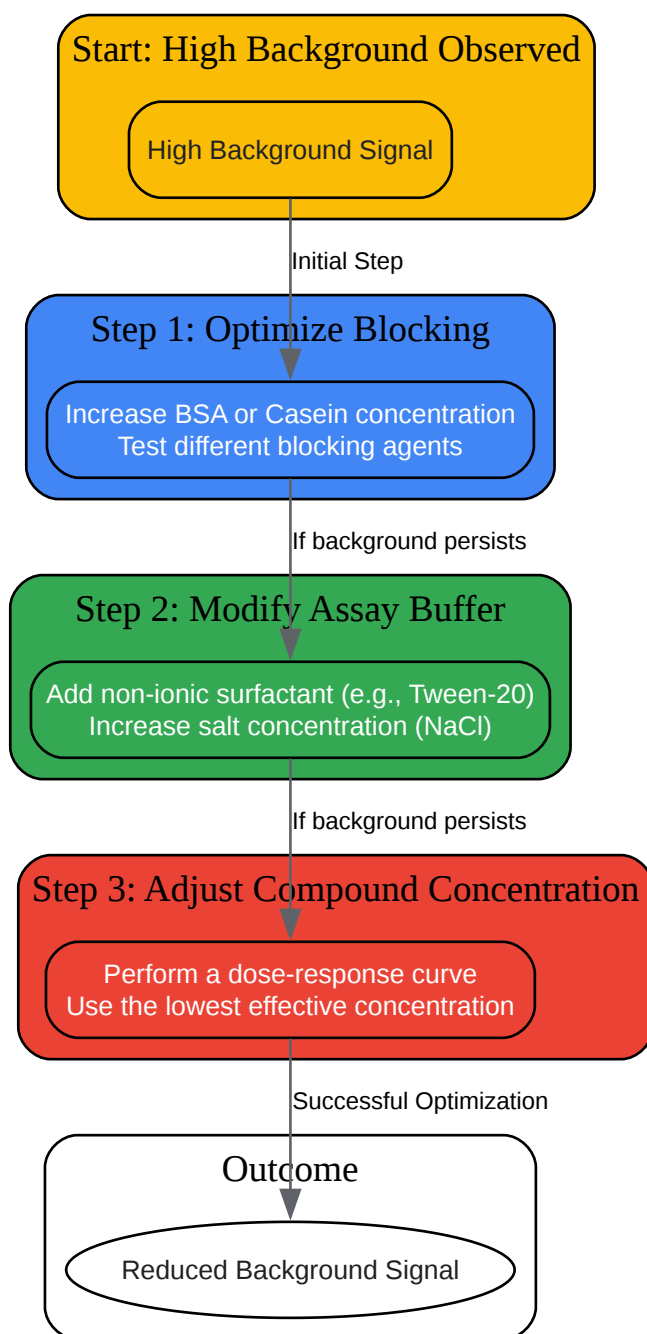 Start: High Background Observed
High Background Signal
Initial Step
Step 1: Optimize Blocking
Increase BSA or Casein concentration
Test different blocking agents
If background persists
Step 2: Modify Assay Buffer
Add non-ionic surfactant (e.g., Tween-20)
Increase salt concentration (NaCl)
If background persists
Step 3: Adjust Compound Concentration
Perform a dose-response curve
Use the lowest effective concentration
Successful Optimization
Outcome
Reduced Background Signal